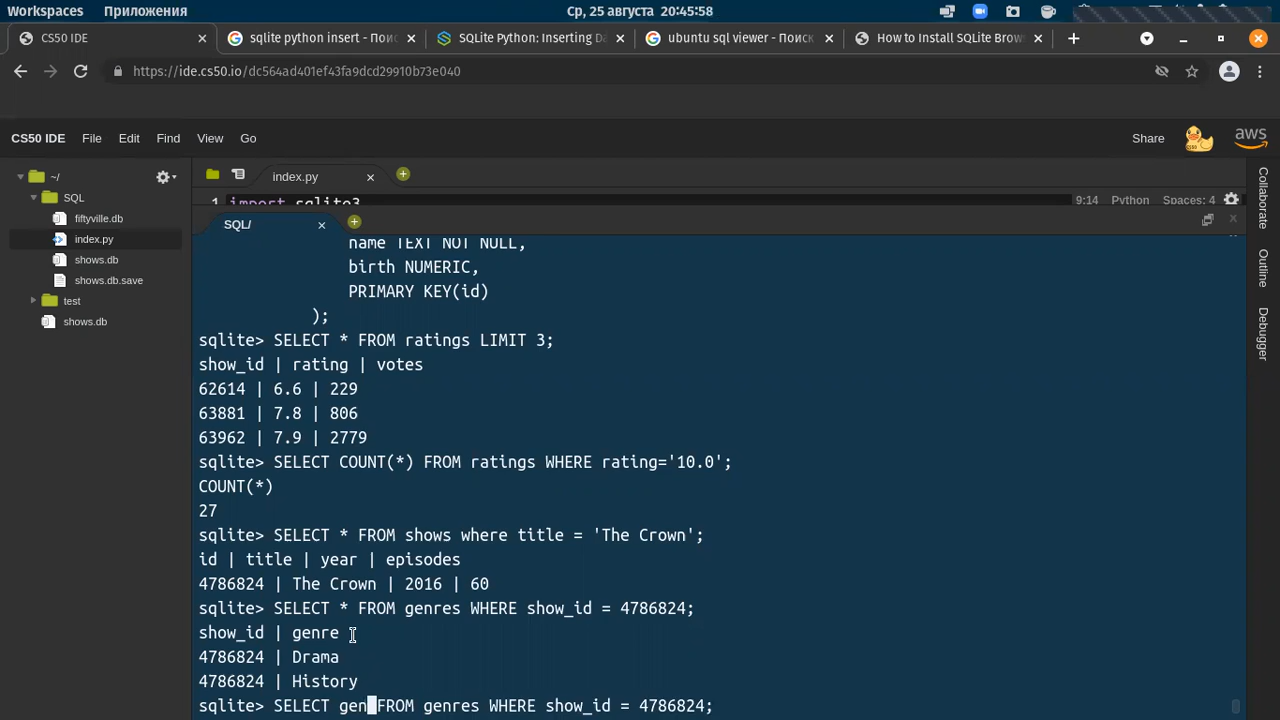 Workspaces Приложения Ср, 25 августа 20:45:58
CS50 IDE sqlite python insert - Пои SQLite Python: Inserting Da ubuntu sql viewer - Поиск How to Install SQLite Brow
https://ide.cs50.io/dc564ad401ef43fa9dcd29910b73e040
CS50 IDE File Edit Find View Go Share aws
~/ index.py
SQL
1 import sqlite3 9:14 Python Spaces: 4
fiftyville.db
index.py
shows.db
shows.db.save
test
shows.db
SQL/
name TEXT NOT NULL,
birth NUMERIC,
PRIMARY KEY(id)
);
sqlite> SELECT * FROM ratings LIMIT 3;
show_id | rating | votes
62614 | 6.6 | 229
63881 | 7.8 | 806
63962 | 7.9 | 2779
sqlite> SELECT COUNT(*) FROM ratings WHERE rating='10.0';
COUNT(*)
27
sqlite> SELECT * FROM shows where title = 'The Crown';
id | title | year | episodes
4786824 | The Crown | 2016 | 60
sqlite> SELECT * FROM genres WHERE show_id = 4786824;
show_id | genre
4786824 | Drama
4786824 | History
sqlite> SELECT gen FROM genres WHERE show_id = 4786824;
Collaborate
Outline
Debugger